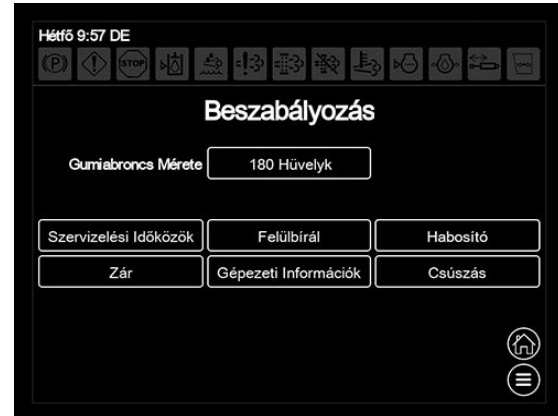 Hétfő 9:57 DE
(P) STOP
Beszabályozás
Gumiabroncs Mérete 180 Hüvelyk
Szervizelési Időközök Felülbírál Habosító
Zár Gépezeti Információk Csúszás